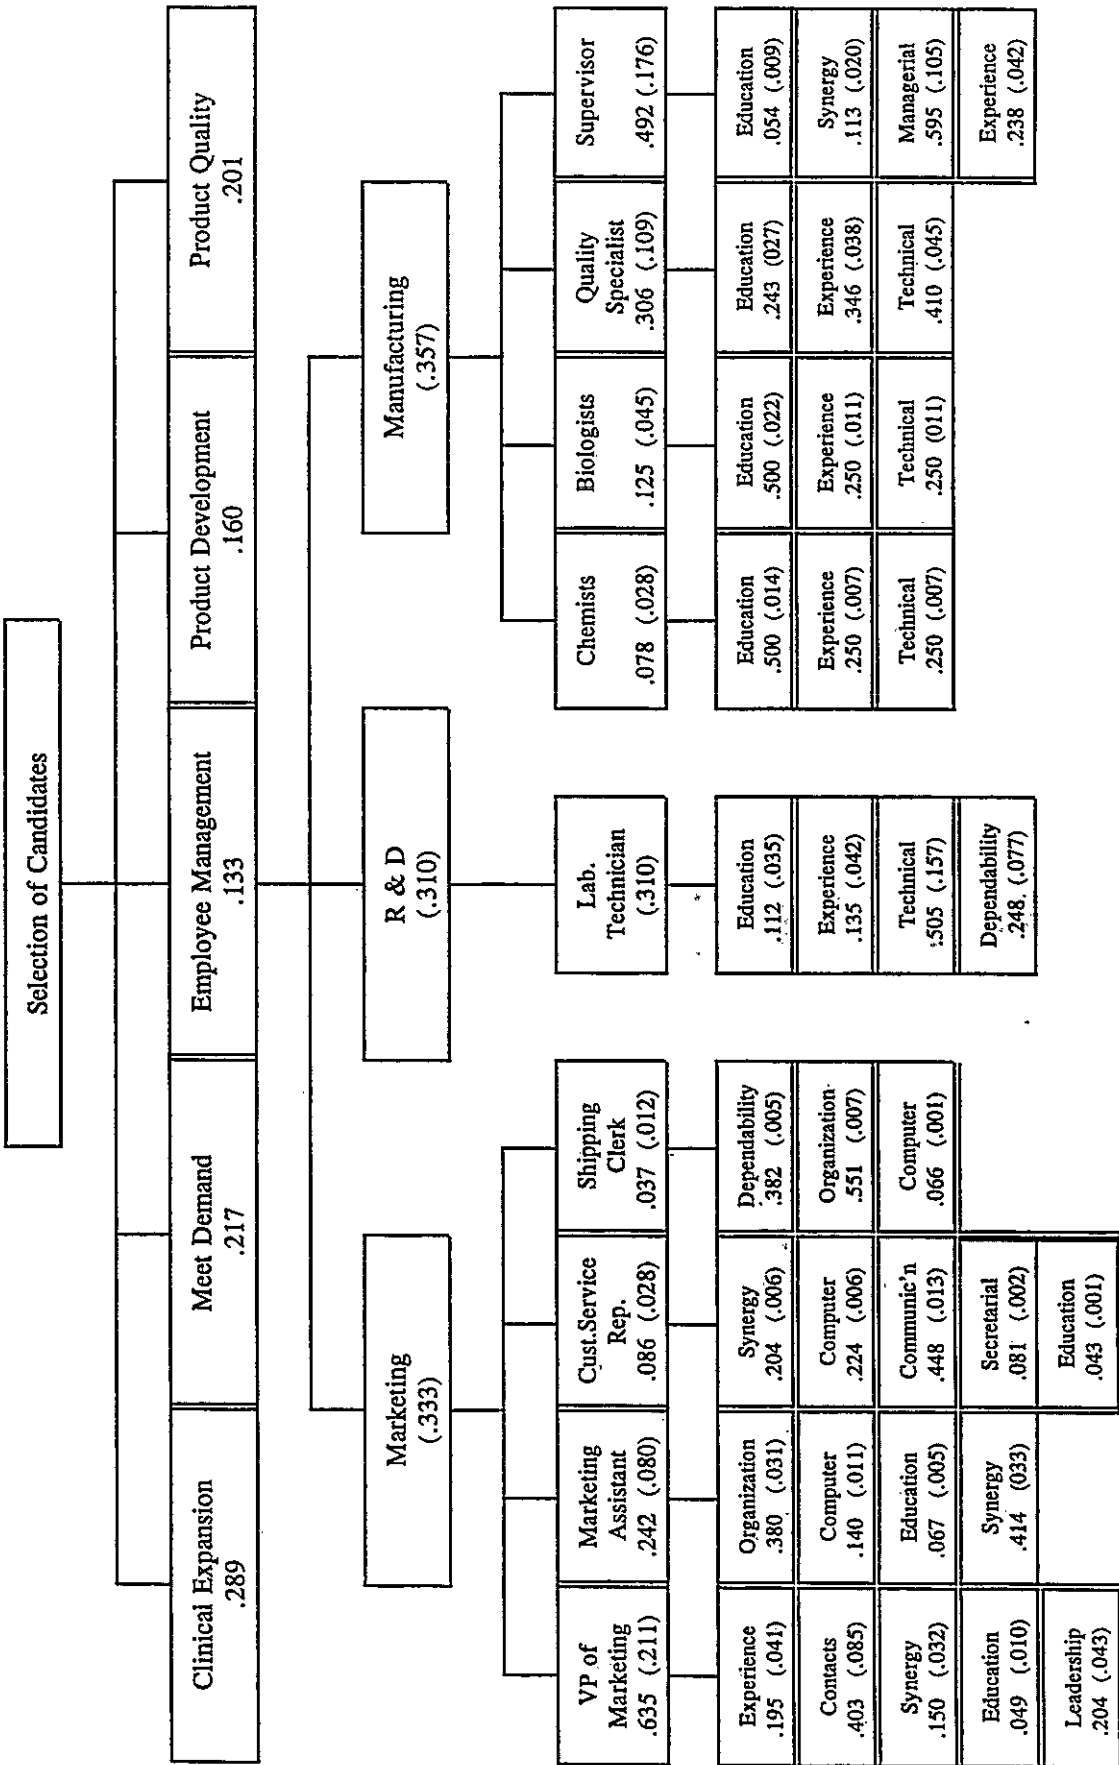 Selection of Candidates
Clinical Expansion
.289
Meet Demand
.217
Employee Management
.133
Product Development
.160
Product Quality
.201
Marketing
(.333)
R & D
(.310)
Manufacturing
(.357)
VP of
Marketing
.635 (.211)
Marketing
Assistant
.242 (.080)
Cust.Service
Rep.
.086 (.028)
Shipping
Clerk
.037 (.012)
Lab.
Technician
(.310)
Chemists
.078 (.028)
Biologists
.125 (.045)
Quality
Specialist
.306 (.109)
Supervisor
.492 (.176)
Experience
.195 (.041)
Contacts
.403 (.085)
Synergy
.150 (.032)
Education
.049 (.010)
Leadership
.204 (.043)
Organization
.380 (.031)
Computer
.140 (.011)
Education
.067 (.005)
Synergy
.414 (033)
Synergy
.204 (.006)
Computer
.224 (.006)
Communic'n
.448 (.013)
Secretarial
.081 (.002)
Education
.043 (.001)
Dependability
.382 (.005)
Organization
.551 (.007)
Computer
.066 (.001)
Education
.112 (.035)
Experience
.135 (.042)
Technical
.505 (.157)
Dependability
.248 (.077)
Education
.500 (.014)
Experience
.250 (.007)
Technical
.250 (.007)
Education
.500 (.022)
Experience
.250 (.011)
Technical
.250 (011)
Education
.243 (027)
Experience
.346 (.038)
Technical
.410 (.045)
Education
.054 (.009)
Synergy
.113 (.020)
Managerial
.595 (.105)
Experience
.238 (.042)